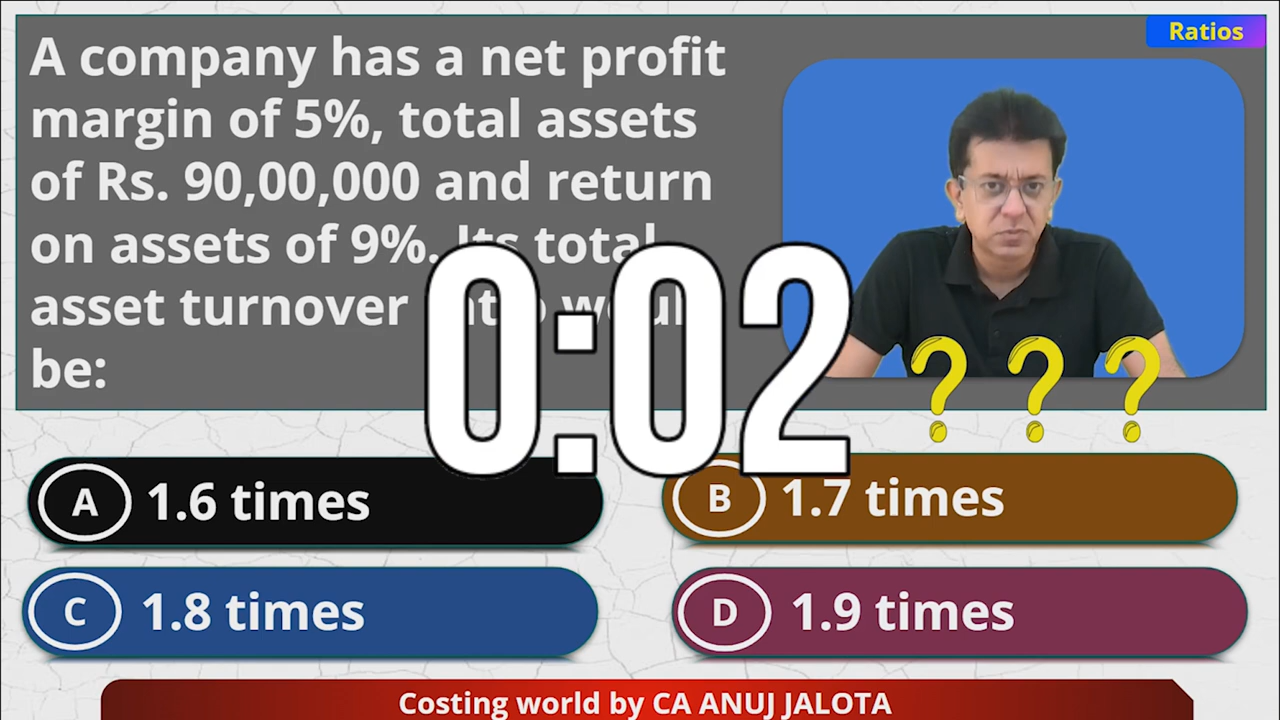 Ratios
A company has a net profit
margin of 5%, total assets
of Rs. 90,00,000 and return
on assets of 9%. Its total
asset turnover
be:
0:02
? ? ?
A 1.6 times
B 1.7 times
C 1.8 times
D 1.9 times
Costing world by CA ANUJ JALOTA